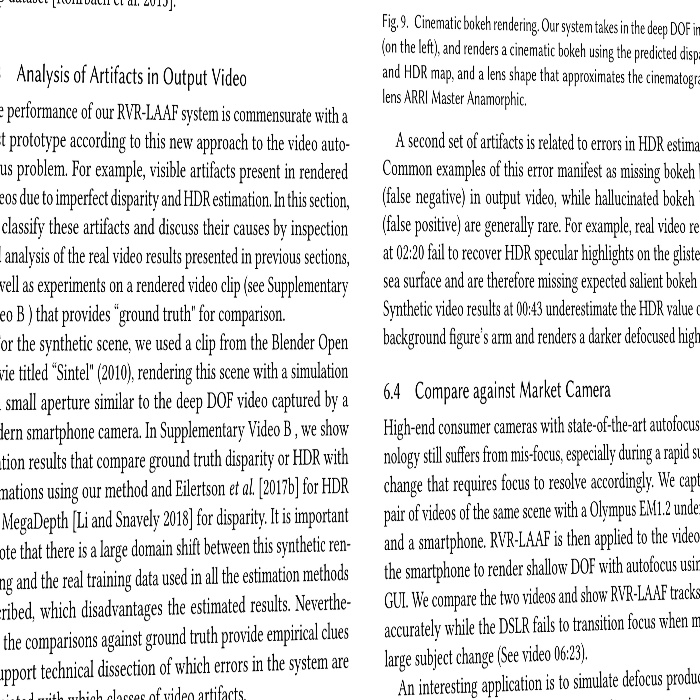 dataset [Rohrbach et al. 2015].
Analysis of Artifacts in Output Video
performance of our RVR-LAAF system is commensurate with a
prototype according to this new approach to the video auto-
problem. For example, visible artifacts present in rendered
due to imperfect disparity and HDR estimation. In this section,
classify these artifacts and discuss their causes by inspection
analysis of the real video results presented in previous sections,
well as experiments on a rendered video clip (see Supplementary
eo B ) that provides "ground truth" for comparison.
or the synthetic scene, we used a clip from the Blender Open
vie titled "Sintel" (2010), rendering this scene with a simulation
small aperture similar to the deep DOF video captured by a
dern smartphone camera. In Supplementary Video B , we show
tion results that compare ground truth disparity or HDR with
mations using our method and Eilertson et al. [2017b] for HDR
MegaDepth [Li and Snavely 2018] for disparity. It is important
ote that there is a large domain shift between this synthetic ren-
ng and the real training data used in all the estimation methods
cribed, which disadvantages the estimated results. Neverthe-
the comparisons against ground truth provide empirical clues
upport technical dissection of which errors in the system are
with which classes of video artifacts.
Fig. 9. Cinematic bokeh rendering. Our system takes in the deep DOF in
(on the left), and renders a cinematic bokeh using the predicted dispa
and HDR map, and a lens shape that approximates the cinematogra
lens ARRI Master Anamorphic.
A second set of artifacts is related to errors in HDR estima
Common examples of this error manifest as missing bokeh
(false negative) in output video, while hallucinated bokeh
(false positive) are generally rare. For example, real video re
at 02:20 fail to recover HDR specular highlights on the gliste
sea surface and are therefore missing expected salient bokeh
Synthetic video results at 00:43 underestimate the HDR value o
background figure's arm and renders a darker defocused high
6.4 Compare against Market Camera
High-end consumer cameras with state-of-the-art autofocus
nology still suffers from mis-focus, especially during a rapid su
change that requires focus to resolve accordingly. We capt
pair of videos of the same scene with a Olympus EM1.2 unde
and a smartphone. RVR-LAAF is then applied to the video
the smartphone to render shallow DOF with autofocus usin
GUI. We compare the two videos and show RVR-LAAF tracks
accurately while the DSLR fails to transition focus when m
large subject change (See video 06:23).
An interesting application is to simulate defocus produc